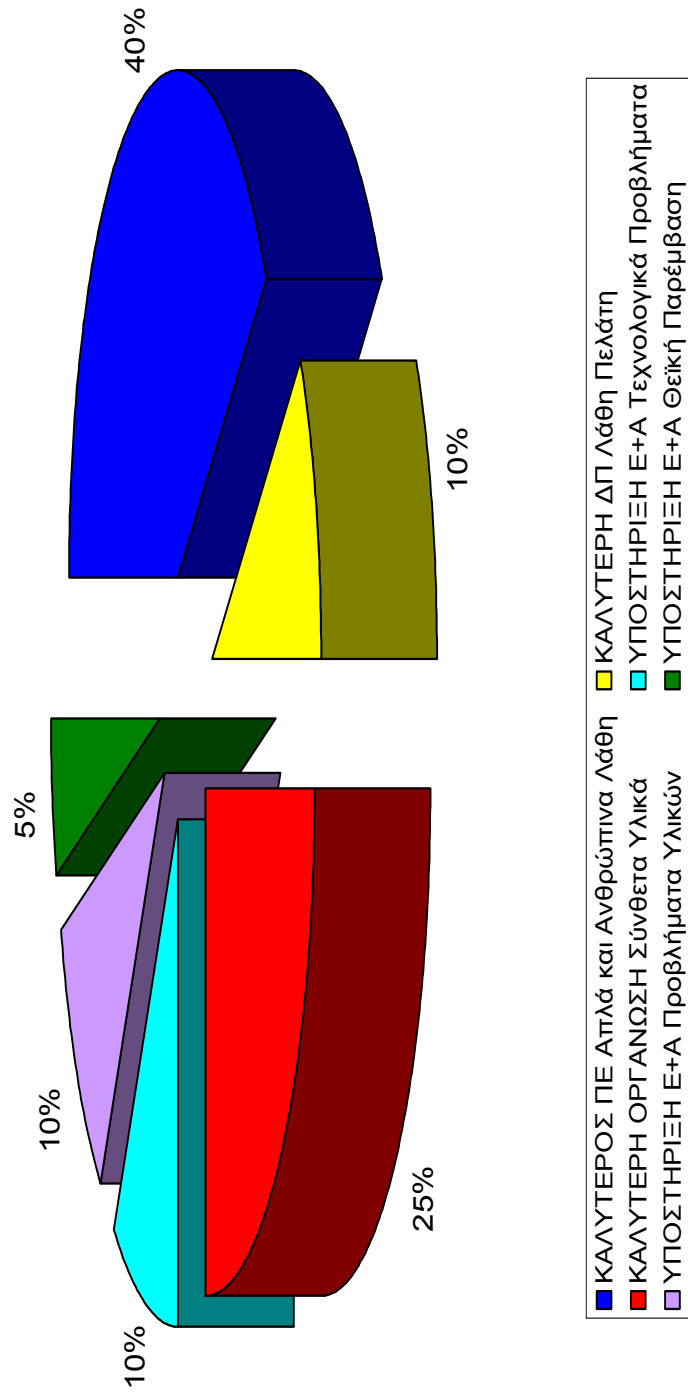 40%
5%
10%
10%
10%
25%
ΚΑΛΥΤΕΡΟΣ ΠΕ Απλά και Ανθρώπινα Λάθη
ΚΑΛΥΤΕΡΗ ΔΠ Λάθη Πελάτη
ΚΑΛΥΤΕΡΗ ΟΡΓΑΝΩΣΗ Σύνθετα Υλικά
ΥΠΟΣΤΗΡΙΞΗ Ε+Α Τεχνολογικά Προβλήματα
ΥΠΟΣΤΗΡΙΞΗ Ε+Α Προβλήματα Υλικών
ΥΠΟΣΤΗΡΙΞΗ Ε+Α Θεϊκή Παρέμβαση